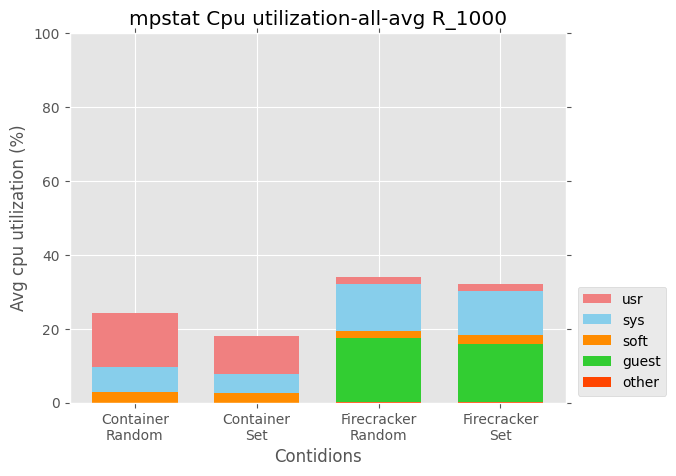 mpstat Cpu utilization-all-avg R_1000
Avg cpu utilization (%)
100
80
60
40
20
0
Container
Random
Container
Set
Firecracker
Random
Firecracker
Set
Contidions
usr
sys
soft
guest
other